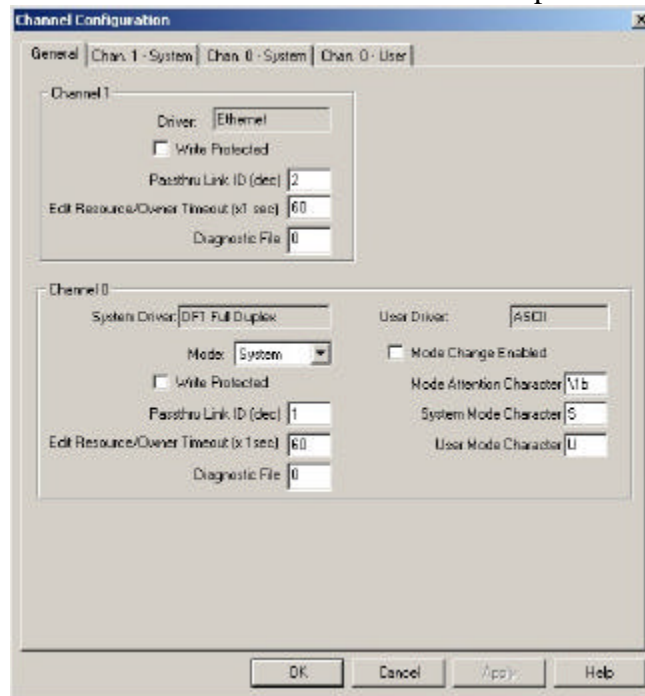 Channel Configuration
General
Chan. 1 - System
Chan. 0 - System
Chan. 0 - User
Channel 1
Driver: Ethernet
Write Protected
Passthru Link ID (dec) 2
Edit Resource/Owner Timeout (x1 sec) 60
Diagnostic File 0
Channel 0
System Driver: DF1 Full Duplex
User Driver: ASCII
Mode: System
Mode Change Enabled
Write Protected
Mode Attention Character \1b
Passthru Link ID (dec) 1
System Mode Character S
Edit Resource/Owner Timeout (x 1sec) 60
User Mode Character U
Diagnostic File 0
OK
Cancel
Apply
Help